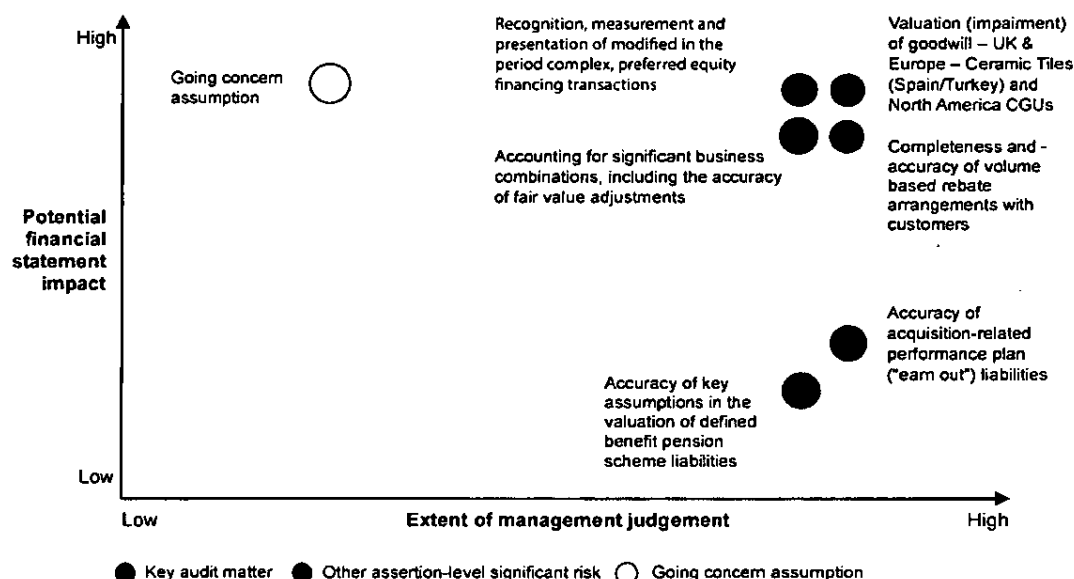 High
Going concern
assumption
Recognition, measurement and
presentation of modified in the
period complex, preferred equity
financing transactions
Valuation (impairment)
of goodwill – UK &
Europe – Ceramic Tiles
(Spain/Turkey) and
North America CGUs
Accounting for significant business
combinations, including the accuracy
of fair value adjustments
Completeness and -
accuracy of volume
based rebate
arrangements with
customers
Potential
financial
statement
impact
Accuracy of
acquisition-related
performance plan
("earn out") liabilities
Accuracy of key
assumptions in the
valuation of defined
benefit pension
scheme liabilities
Low
Low
Extent of management judgement
High
Key audit matter
Other assertion-level significant risk
Going concern assumption